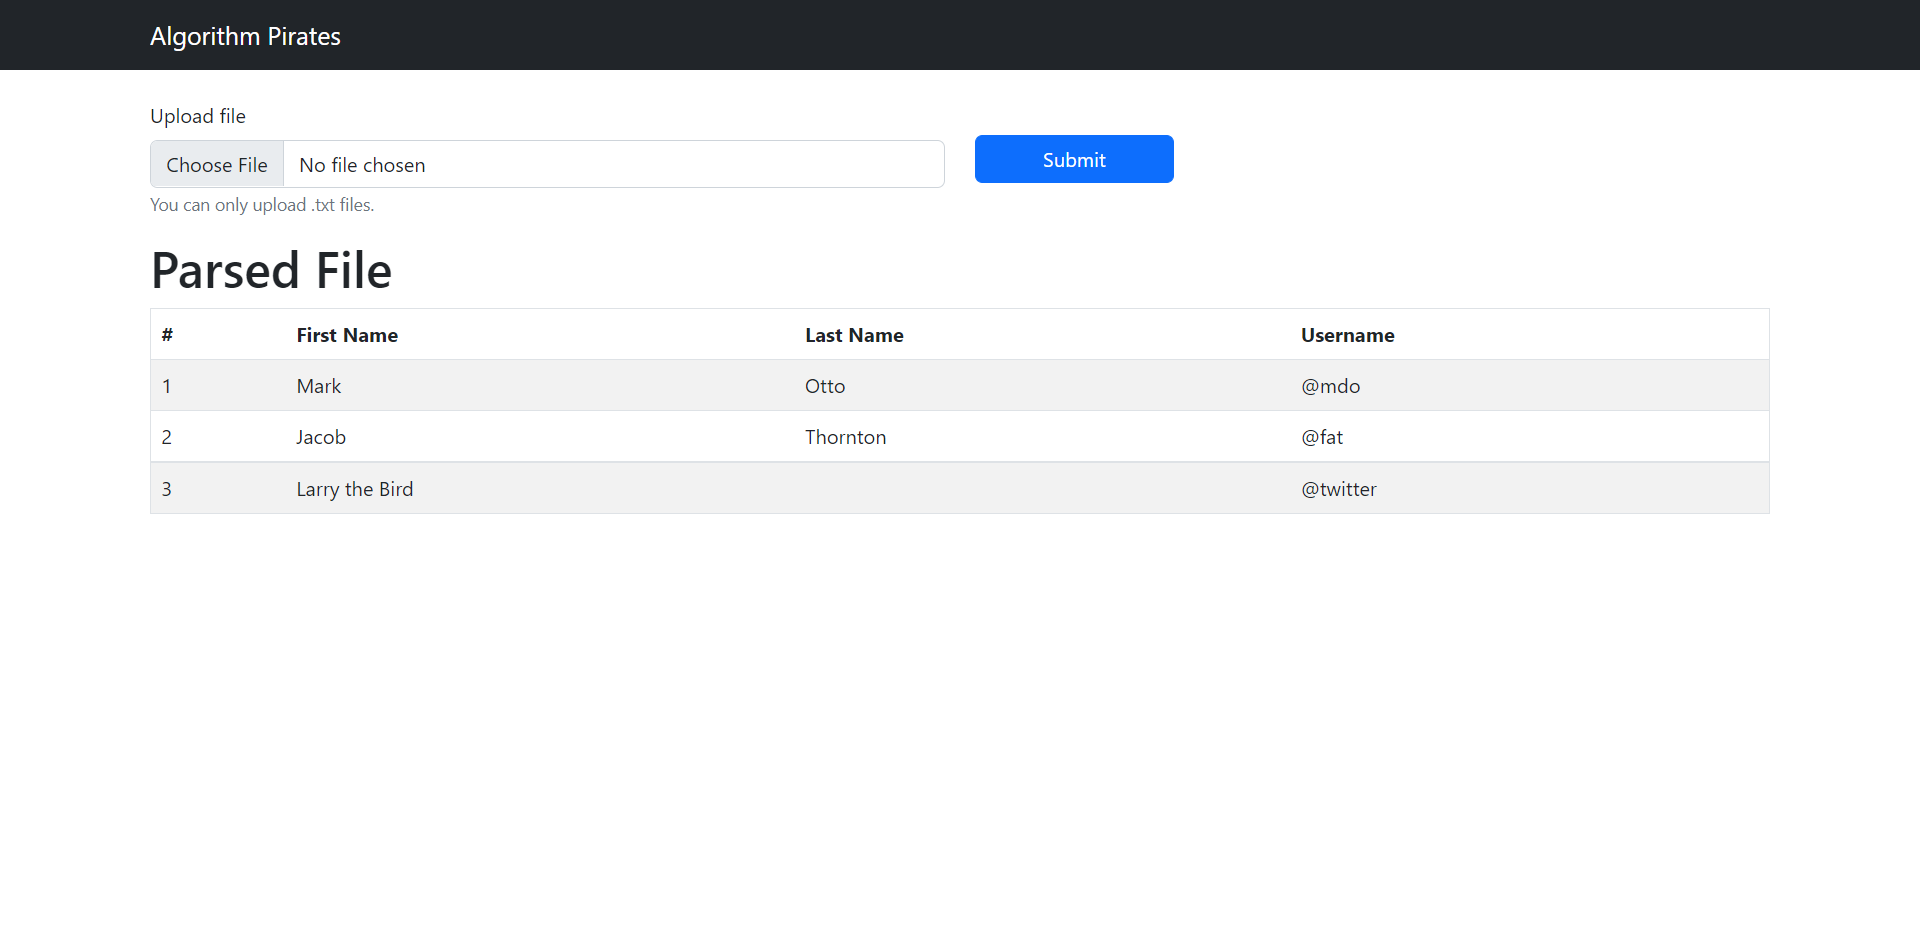 Algorithm Pirates
Upload file
Choose File No file chosen
Submit
You can only upload .txt files.
Parsed File
# First Name Last Name Username
1 Mark Otto @mdo
2 Jacob Thornton @fat
3 Larry the Bird @twitter